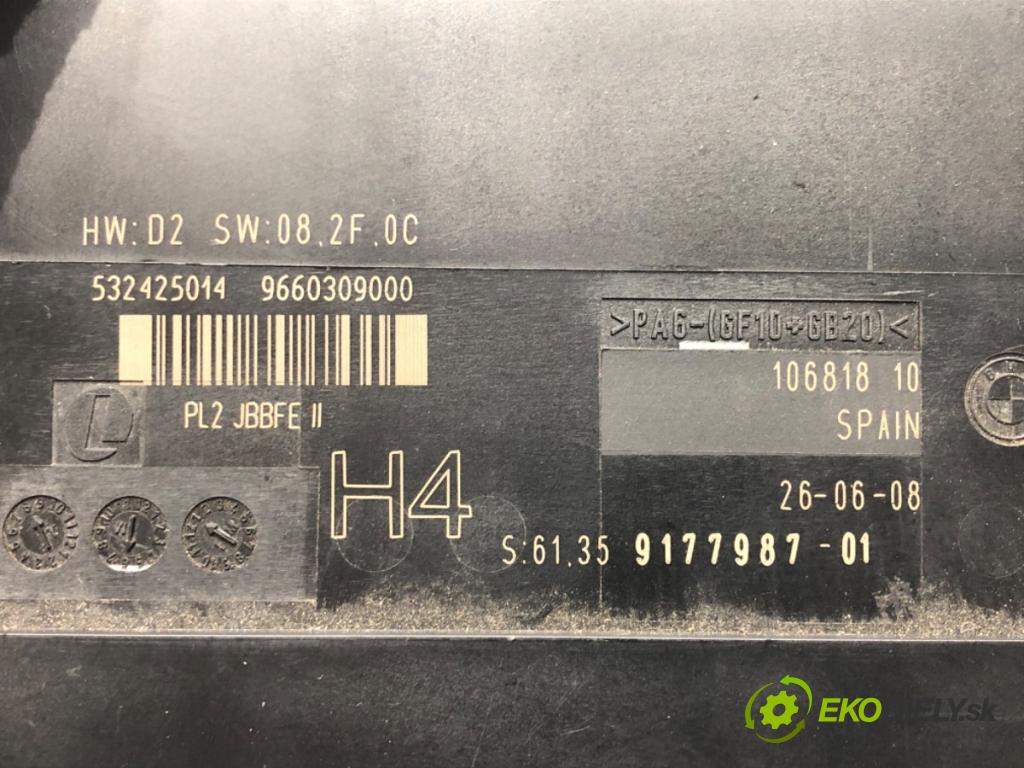 HW: D2 SW:08.2F.0C
532425014 9660309000
>PA6-(GF10+GB20)<
106818 10
PL2 JBBFE II
SPAIN
H4
26-06-08
S:61.35 9177987-01
EKODIELY.sk